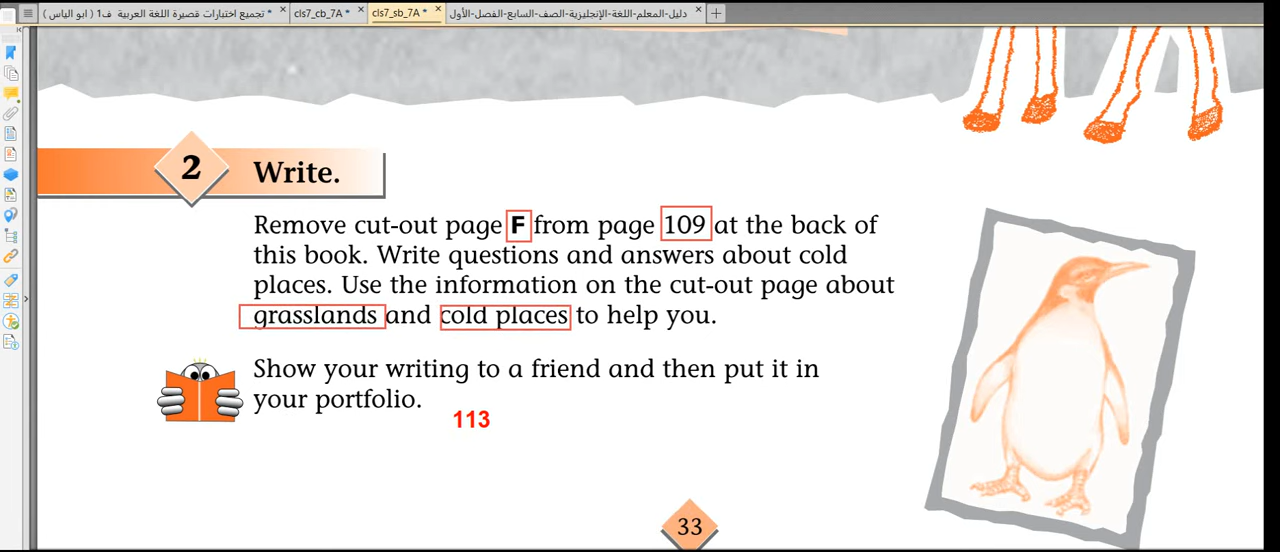 تجميع اختبارات قصيرة اللغة العربية ف1 ( ابو الياس ) *
cls7_cb_7A *
cls7_sb_7A *
دليل-المعلم-اللغة-الإنجليزية-الصف-السابع-الفصل-الأول
2 Write.
Remove cut-out page F from page 109 at the back of
this book. Write questions and answers about cold
places. Use the information on the cut-out page about
grasslands and cold places to help you.
Show your writing to a friend and then put it in
your portfolio.
113
33